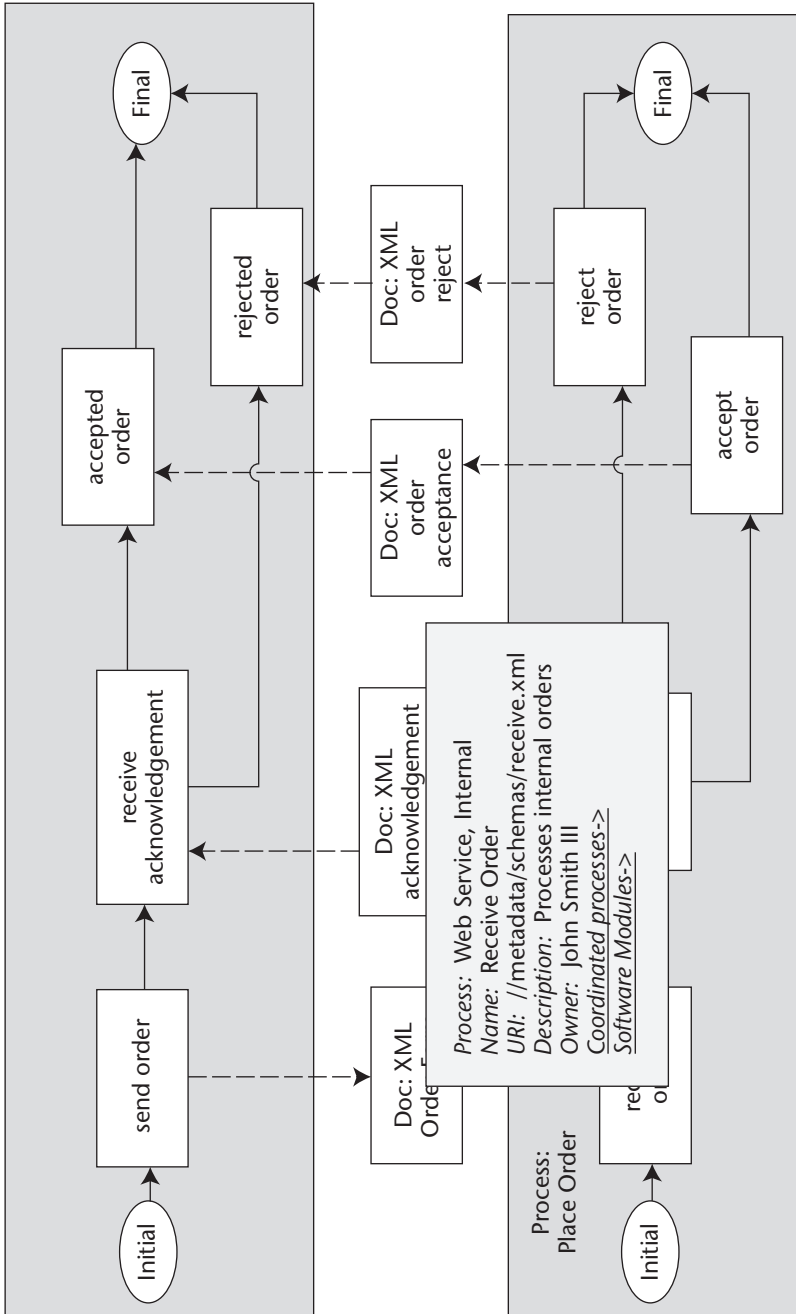 Initial
send order
receive
acknowledgement
accepted
order
rejected
order
Final
Doc: XML
Doc: XML
acknowledgement
Doc: XML
order
acceptance
Doc: XML
order
reject
Process:
Place Order
Initial
Process: Web Service, Internal
Name: Receive Order
URI: //metadata/schemas/receive.xml
Description: Processes internal orders
Owner: John Smith III
Coordinated processes->
Software Modules->
accept
order
reject
order
Final